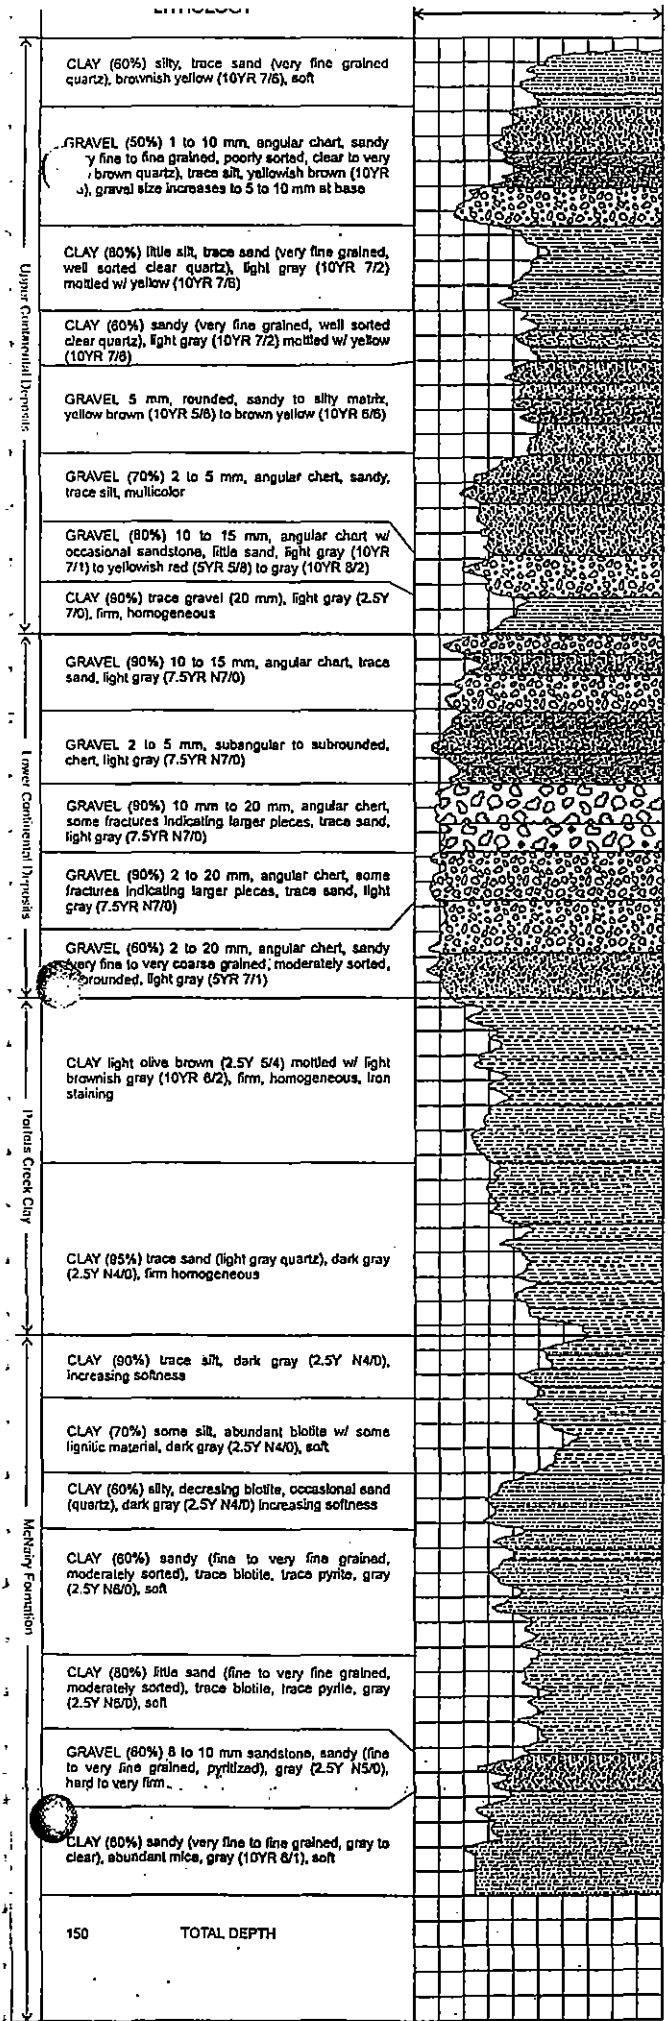 LITHOLOGY
CLAY (60%) silty, trace sand (very fine grained
quartz), brownish yellow (10YR 7/6), soft
GRAVEL (50%) 1 to 10 mm, angular chert, sandy
y fine to fine grained, poorly sorted, clear to very
brown quartz), trace silt, yellowish brown (10YR
), gravel size increases to 5 to 10 mm at base
CLAY (80%) little silt, trace sand (very fine grained,
well sorted clear quartz), light gray (10YR 7/2)
mottled w/ yellow (10YR 7/6)
CLAY (60%) sandy (very fine grained, well sorted
clear quartz), light gray (10YR 7/2) mottled w/ yellow
(10YR 7/6)
GRAVEL 5 mm, rounded, sandy to silty matrix,
yellow brown (10YR 5/6) to brown yellow (10YR 6/6)
GRAVEL (70%) 2 to 5 mm, angular chert, sandy,
trace silt, multicolor
GRAVEL (80%) 10 to 15 mm, angular chert w/
occasional sandstone, little sand, light gray (10YR
7/1) to yellowish red (5YR 5/8) to gray (10YR 8/2)
CLAY (90%) trace gravel (20 mm), light gray (2.5Y
7/0), firm, homogeneous
Upper Continental Deposits
GRAVEL (90%) 10 to 15 mm, angular chert, trace
sand, light gray (7.5YR N7/0)
GRAVEL 2 to 5 mm, subangular to subrounded,
chert, light gray (7.5YR N7/0)
GRAVEL (90%) 10 mm to 20 mm, angular chert,
some fractures indicating larger pieces, trace sand,
light gray (7.5YR N7/0)
GRAVEL (90%) 2 to 20 mm, angular chert, some
fractures indicating larger pieces, trace sand, light
gray (7.5YR N7/0)
GRAVEL (60%) 2 to 20 mm, angular chert, sandy
very fine to very coarse grained, moderately sorted,
brounded, light gray (5YR 7/1)
Lower Continental Deposits
CLAY light olive brown (2.5Y 5/4) mottled w/ light
brownish gray (10YR 6/2), firm, homogeneous, iron
staining
CLAY (95%) trace sand (light gray quartz), dark gray
(2.5Y N4/0), firm homogeneous
Porters Creek Clay
CLAY (90%) trace silt, dark gray (2.5Y N4/0),
increasing softness
CLAY (70%) some silt, abundant biotite w/ some
lignitic material, dark gray (2.5Y N4/0), soft
CLAY (60%) silty, decresing biotite, occasional sand
(quartz), dark gray (2.5Y N4/0) increasing softness
CLAY (60%) sandy (fine to very fine grained,
moderately sorted), trace biotite, trace pyrite, gray
(2.5Y N6/0), soft
CLAY (80%) little sand (fine to very fine grained,
moderately sorted), trace biotite, trace pyrite, gray
(2.5Y N6/0), soft
GRAVEL (60%) 8 to 10 mm sandstone, sandy (fine
to very fine grained, pyritized), gray (2.5Y N5/0),
hard to very firm
CLAY (60%) sandy (very fine to fine grained, gray to
clear), abundant mica, gray (10YR 6/1), soft
McNairy Formation
150 TOTAL DEPTH